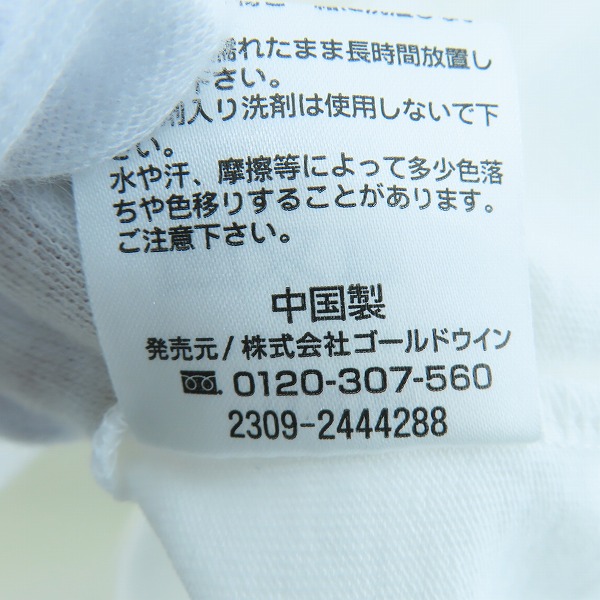 濡れたまま長時間放置し
下さい。
剤入り洗剤は使用しないで下
さい。
水や汗、摩擦等によって多少色落
ちや色移りすることがあります。
ご注意下さい。
中国製
発売元/株式会社ゴールドウイン
0120-307-560
2309-2444288